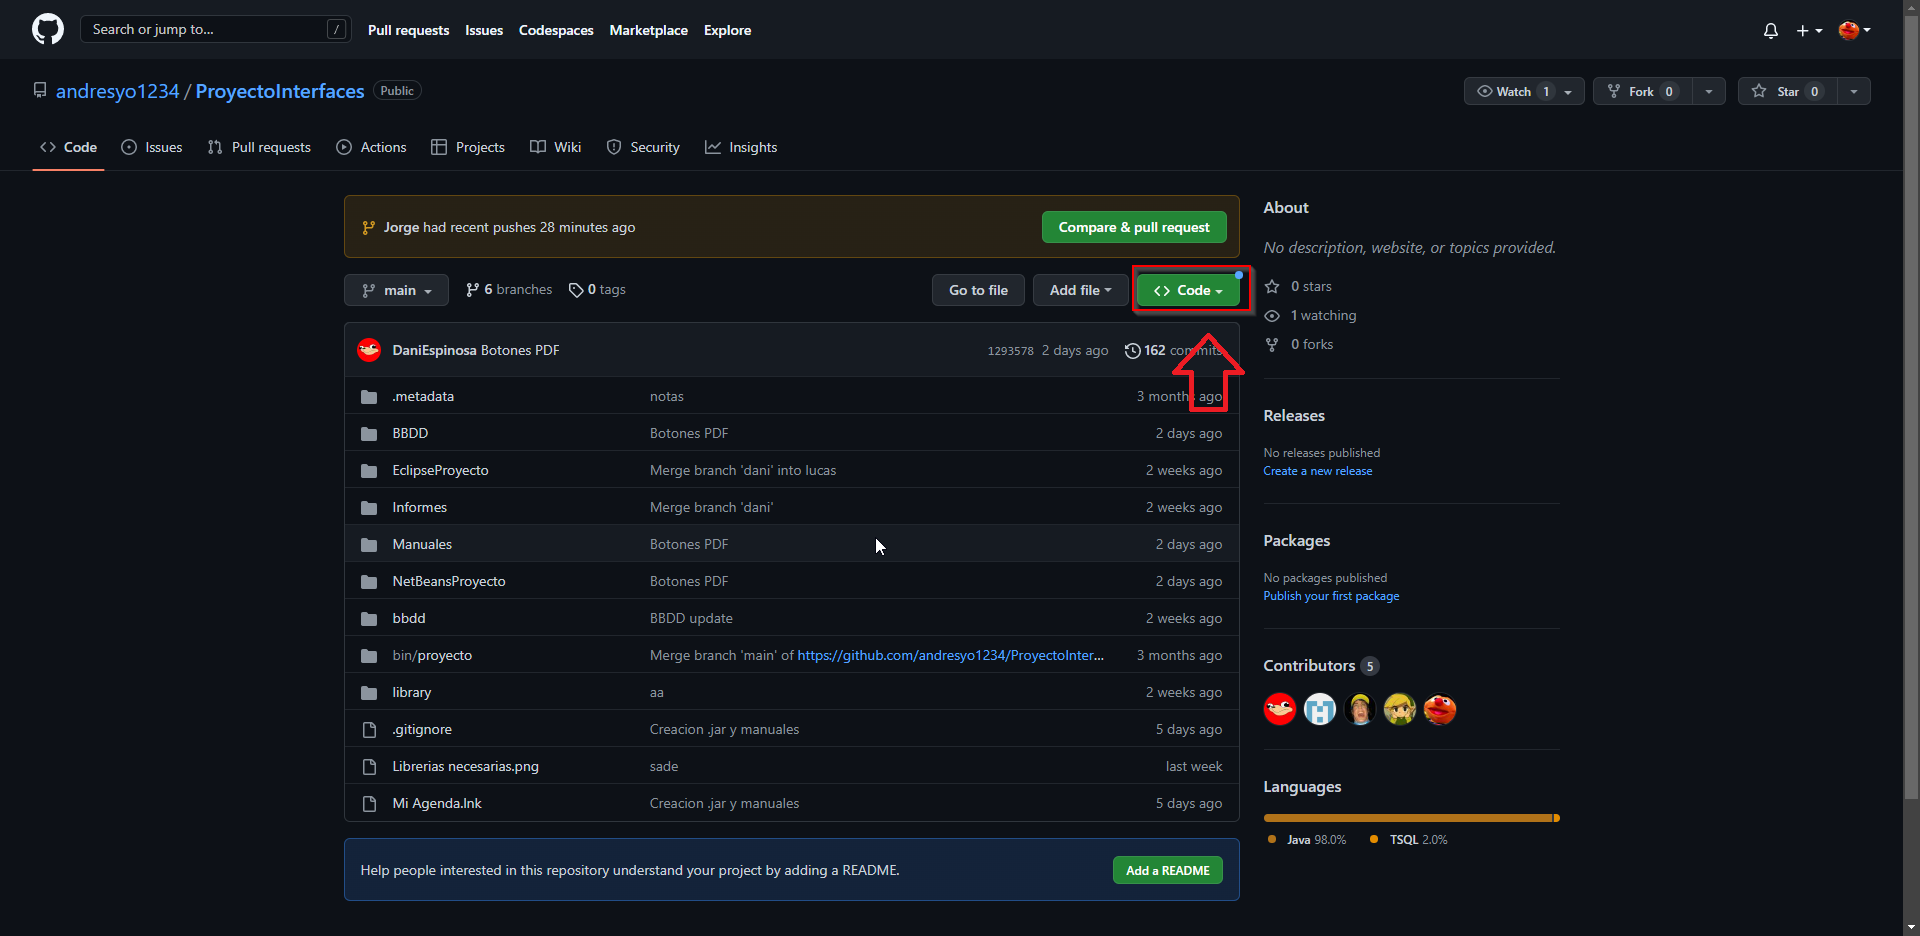 Search or jump to... /
Pull requests Issues Codespaces Marketplace Explore
andresyo1234 / ProyectoInterfaces Public
Watch 1 Fork 0 Star 0
Code Issues Pull requests Actions Projects Wiki Security Insights
Jorge had recent pushes 28 minutes ago Compare & pull request
main 6 branches 0 tags Go to file Add file <> Code
DaniEspinosa Botones PDF 1293578 2 days ago 162 commits
.metadata notas 3 months ago
BBDD Botones PDF 2 days ago
EclipseProyecto Merge branch 'dani' into lucas 2 weeks ago
Informes Merge branch 'dani' 2 weeks ago
Manuales Botones PDF 2 days ago
NetBeansProyecto Botones PDF 2 days ago
bbdd BBDD update 2 weeks ago
bin/proyecto Merge branch 'main' of https://github.com/andresyo1234/ProyectoInter... 3 months ago
library aa 2 weeks ago
.gitignore Creacion .jar y manuales 5 days ago
Librerias necesarias.png sade last week
Mi Agenda.lnk Creacion .jar y manuales 5 days ago
Help people interested in this repository understand your project by adding a README. Add a README
About
No description, website, or topics provided.
0 stars
1 watching
0 forks
Releases
No releases published
Create a new release
Packages
No packages published
Publish your first package
Contributors 5
Languages
Java 98.0% TSQL 2.0%